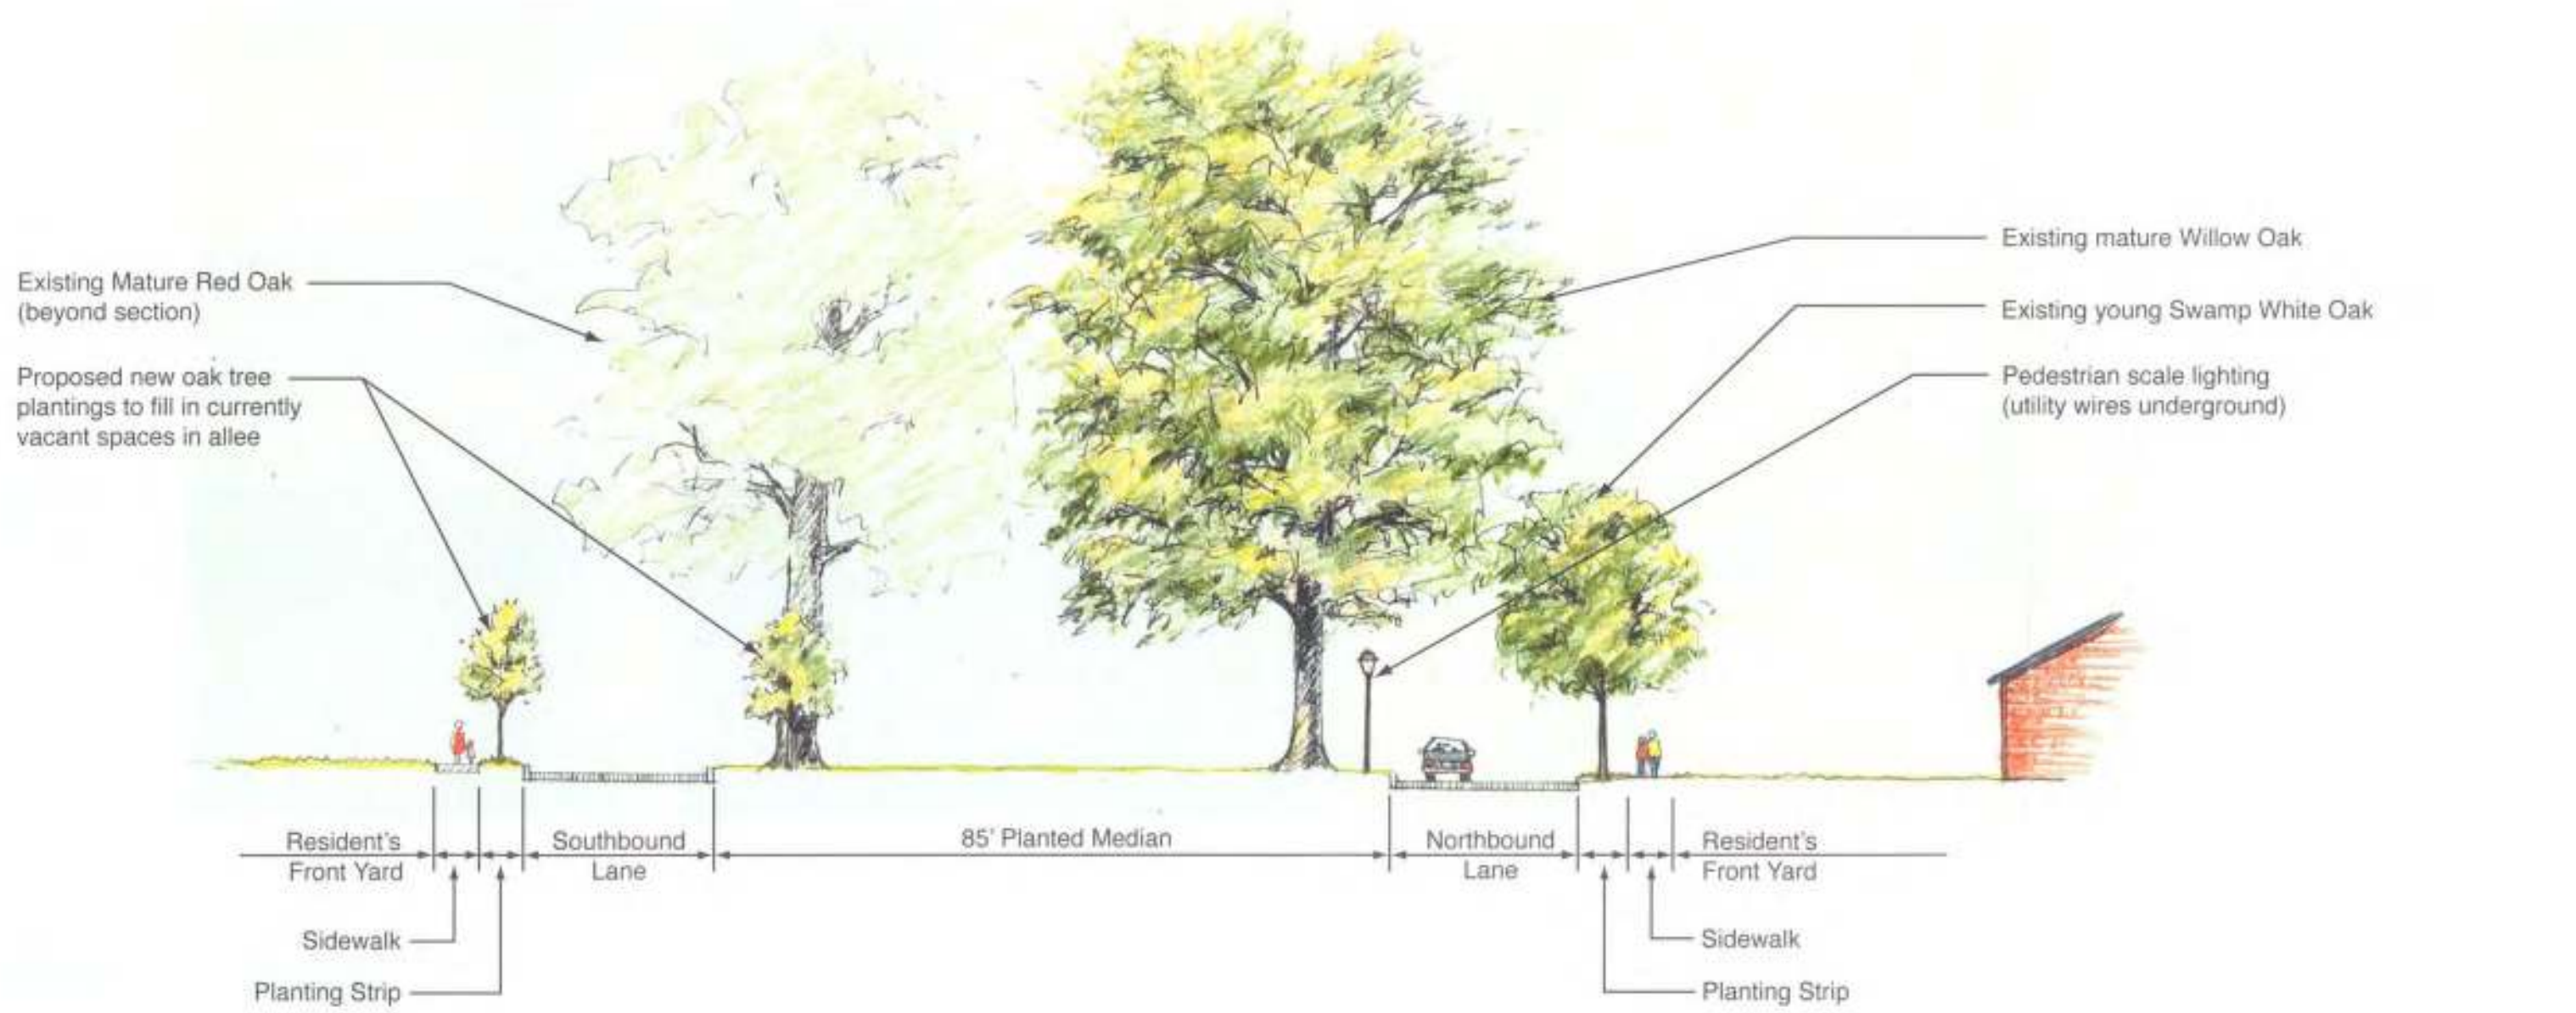 Existing Mature Red Oak
(beyond section)
Proposed new oak tree
plantings to fill in currently
vacant spaces in allee
Existing mature Willow Oak
Existing young Swamp White Oak
Pedestrian scale lighting
(utility wires underground)
Resident's
Front Yard
Southbound
Lane
85' Planted Median
Northbound
Lane
Resident's
Front Yard
Sidewalk
Planting Strip
Sidewalk
Planting Strip